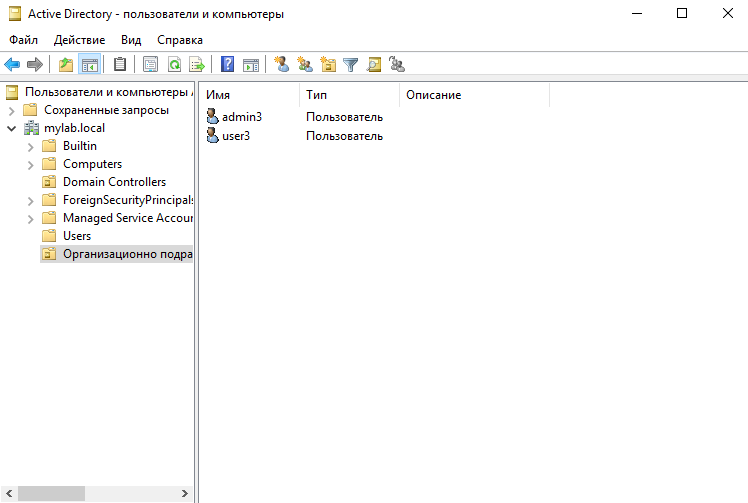 Active Directory - пользователи и компьютеры
Файл Действие Вид Справка
Пользователи и компьютеры
Сохраненные запросы
mylab.local
Builtin
Computers
Domain Controllers
ForeignSecurityPrincipals
Managed Service Accour
Users
Организационно подра
Имя Тип Описание
admin3 Пользователь
user3 Пользователь